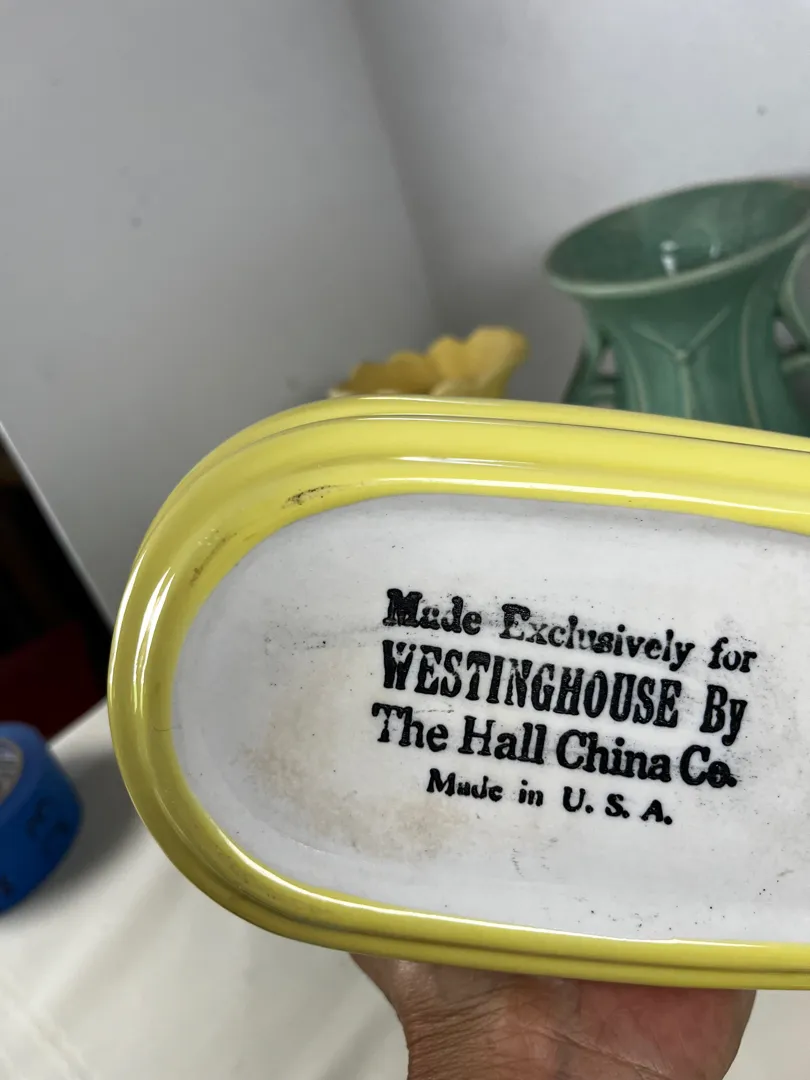 Made Exclusively for
WESTINGHOUSE By
The Hall China Co.
Made in U. S. A.